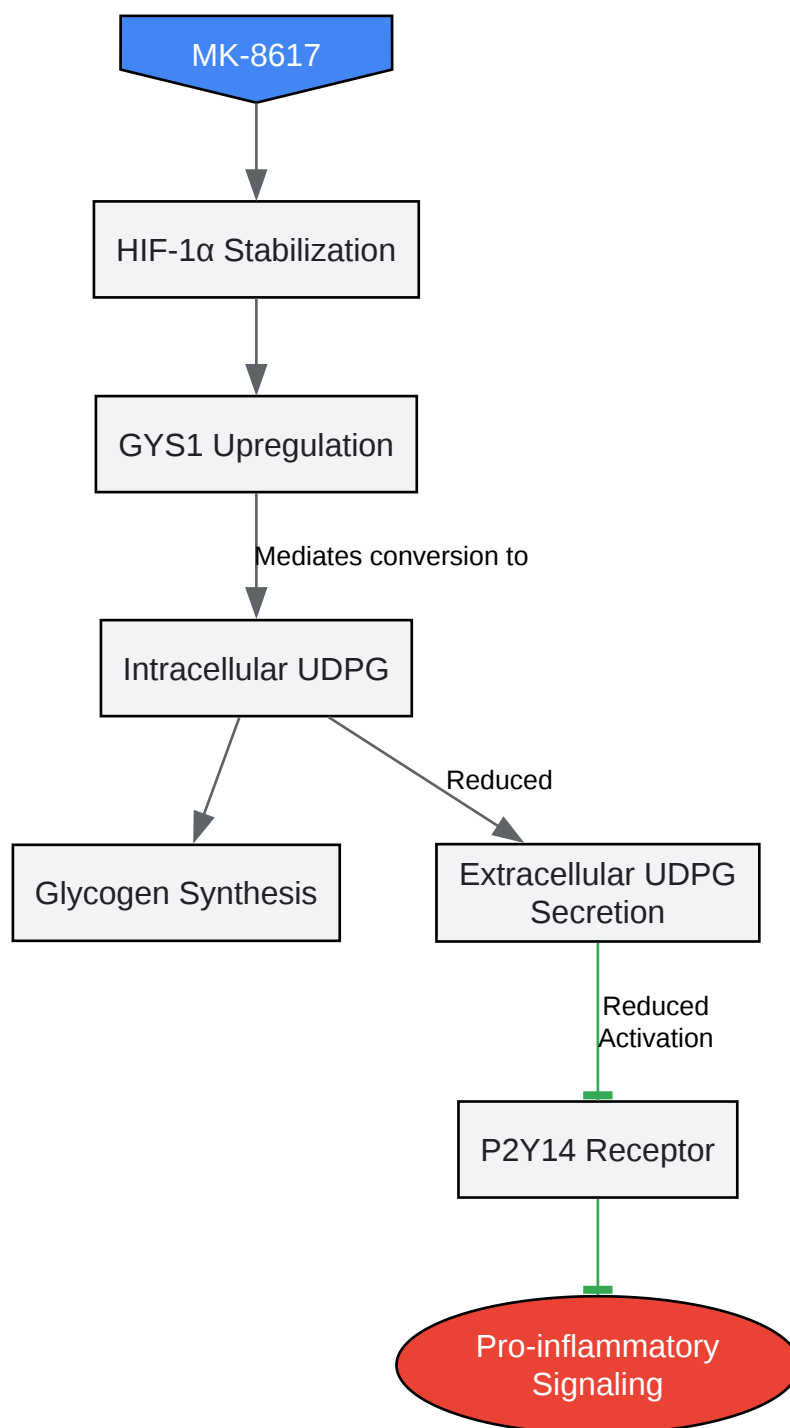 MK-8617
HIF-1α Stabilization
GYS1 Upregulation
Mediates conversion to
Intracellular UDPG
Reduced
Glycogen Synthesis
Extracellular UDPG
Secretion
Reduced
Activation
P2Y14 Receptor
Pro-inflammatory
Signaling